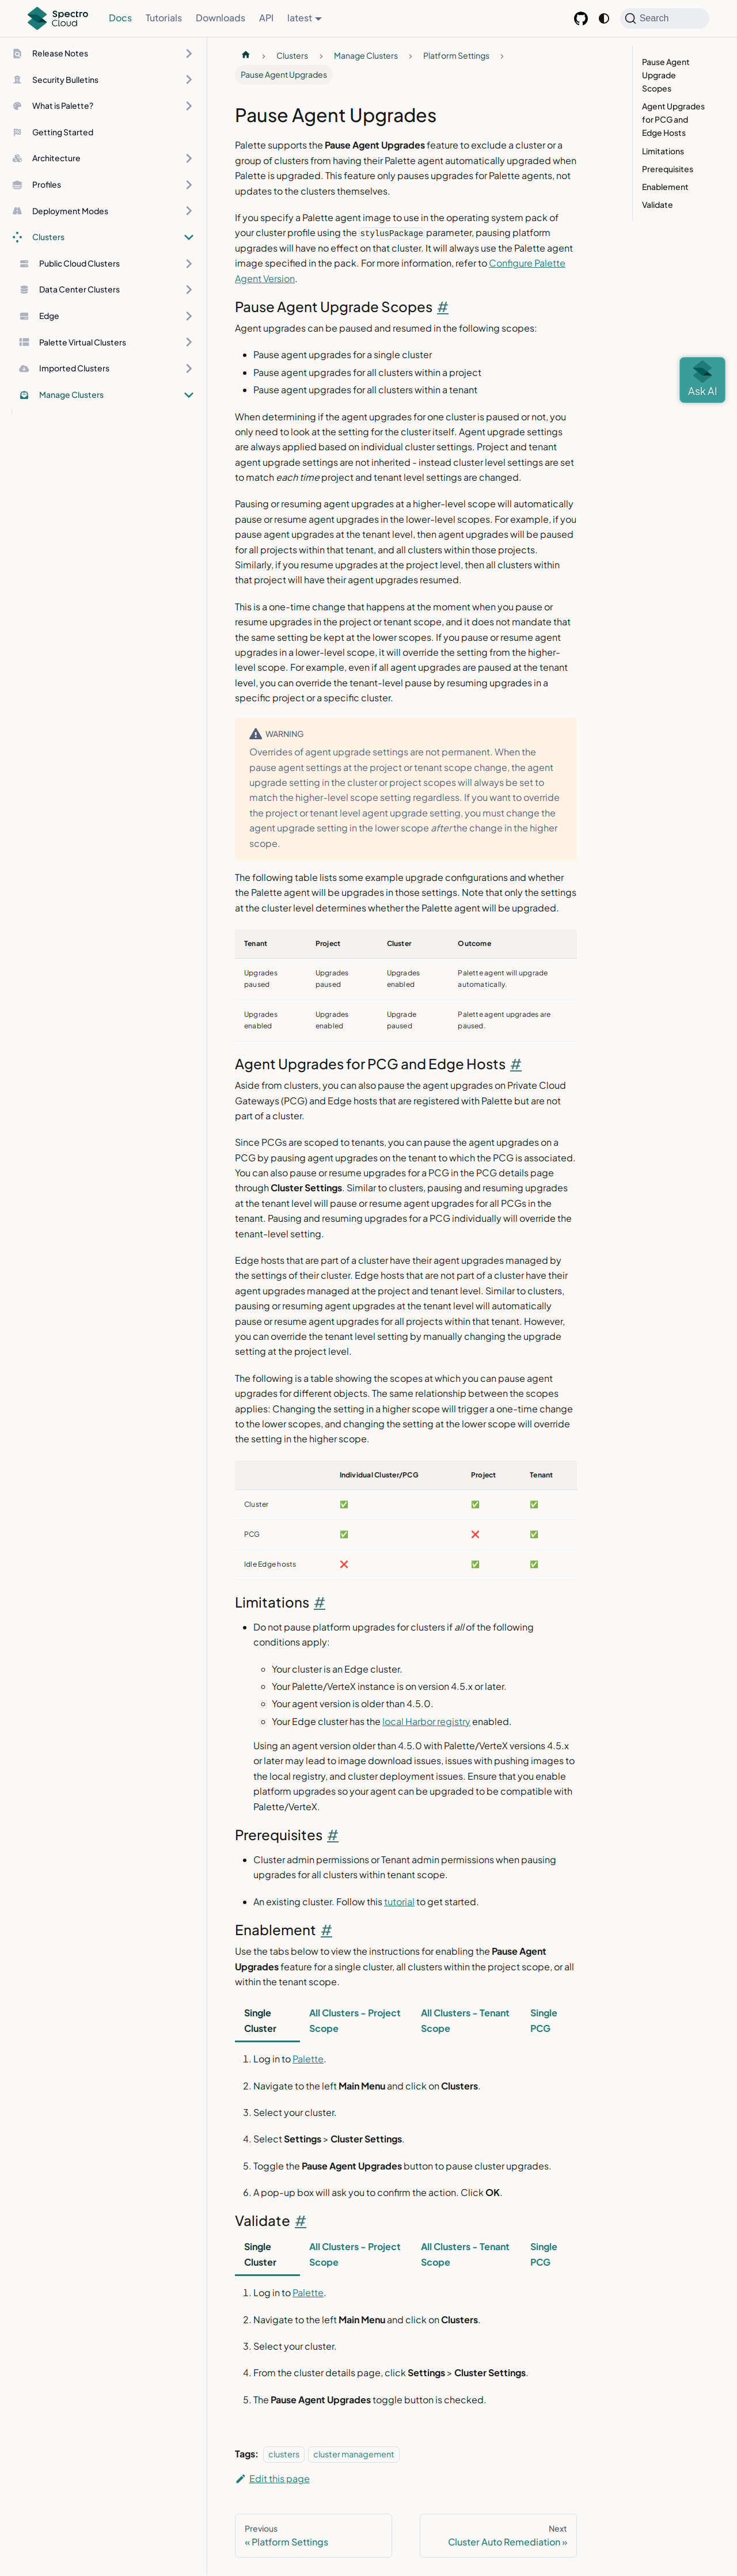 Spectro Cloud
Docs
Tutorials
Downloads
API
latest
Search
Release Notes
Security Bulletins
What is Palette?
Getting Started
Architecture
Profiles
Deployment Modes
Clusters
Public Cloud Clusters
Data Center Clusters
Edge
Palette Virtual Clusters
Imported Clusters
Manage Clusters
Clusters
Manage Clusters
Platform Settings
Pause Agent Upgrades
Pause Agent Upgrades
Palette supports the Pause Agent Upgrades feature to exclude a cluster or a
group of clusters from having their Palette agent automatically upgraded when
Palette is upgraded. This feature only pauses upgrades for Palette agents, not
updates to the clusters themselves.
If you specify a Palette agent image to use in the operating system pack of
your cluster profile using the stylusPackage parameter, pausing platform
upgrades will have no effect on that cluster. It will always use the Palette agent
image specified in the pack. For more information, refer to Configure Palette
Agent Version.
Pause Agent Upgrade Scopes #
Agent upgrades can be paused and resumed in the following scopes:
Pause agent upgrades for a single cluster
Pause agent upgrades for all clusters within a project
Pause agent upgrades for all clusters within a tenant
When determining if the agent upgrades for one cluster is paused or not, you
only need to look at the setting for the cluster itself. Agent upgrade settings
are always applied based on individual cluster settings. Project and tenant
agent upgrade settings are not inherited - instead cluster level settings are set
to match each time project and tenant level settings are changed.
Pausing or resuming agent upgrades at a higher-level scope will automatically
pause or resume agent upgrades in the lower-level scopes. For example, if you
pause agent upgrades at the tenant level, then agent upgrades will be paused
for all projects within that tenant, and all clusters within those projects.
Similarly, if you resume upgrades at the project level, then all clusters within
that project will have their agent upgrades resumed.
This is a one-time change that happens at the moment when you pause or
resume upgrades in the project or tenant scope, and it does not mandate that
the same setting be kept at the lower scopes. If you pause or resume agent
upgrades in a lower-level scope, it will override the setting from the higher-
level scope. For example, even if all agent upgrades are paused at the tenant
level, you can override the tenant-level pause by resuming upgrades in a
specific project or a specific cluster.
WARNING
Overrides of agent upgrade settings are not permanent. When the
pause agent settings at the project or tenant scope change, the agent
upgrade setting in the cluster or project scopes will always be set to
match the higher-level scope setting regardless. If you want to override
the project or tenant level agent upgrade setting, you must change the
agent upgrade setting in the lower scope after the change in the higher
scope.
The following table lists some example upgrade configurations and whether
the Palette agent will be upgrades in those settings. Note that only the settings
at the cluster level determines whether the Palette agent will be upgraded.
Tenant Project Cluster Outcome
Upgrades paused Upgrades paused Upgrades enabled Palette agent will upgrade automatically.
Upgrades enabled Upgrades enabled Upgrade paused Palette agent upgrades are paused.
Agent Upgrades for PCG and Edge Hosts #
Aside from clusters, you can also pause the agent upgrades on Private Cloud
Gateways (PCG) and Edge hosts that are registered with Palette but are not
part of a cluster.
Since PCGs are scoped to tenants, you can pause the agent upgrades on a
PCG by pausing agent upgrades on the tenant to which the PCG is associated.
You can also pause or resume upgrades for a PCG in the PCG details page
through Cluster Settings. Similar to clusters, pausing and resuming upgrades
at the tenant level will pause or resume agent upgrades for all PCGs in the
tenant. Pausing and resuming upgrades for a PCG individually will override the
tenant-level setting.
Edge hosts that are part of a cluster have their agent upgrades managed by
the settings of their cluster. Edge hosts that are not part of a cluster have their
agent upgrades managed at the project and tenant level. Similar to clusters,
pausing or resuming agent upgrades at the tenant level will automatically
pause or resume agent upgrades for all projects within that tenant. However,
you can override the tenant level setting by manually changing the upgrade
setting at the project level.
The following is a table showing the scopes at which you can pause agent
upgrades for different objects. The same relationship between the scopes
applies: Changing the setting in a higher scope will trigger a one-time change
to the lower scopes, and changing the setting at the lower scope will override
the setting in the higher scope.
Individual Cluster/PCG Project Tenant
Cluster ✅ ✅ ✅
PCG ✅ ❌ ✅
Idle Edge hosts ❌ ✅ ✅
Limitations #
Do not pause platform upgrades for clusters if all of the following
conditions apply:
Your cluster is an Edge cluster.
Your Palette/VerteX instance is on version 4.5.x or later.
Your agent version is older than 4.5.0.
Your Edge cluster has the local Harbor registry enabled.
Using an agent version older than 4.5.0 with Palette/VerteX versions 4.5.x
or later may lead to image download issues, issues with pushing images to
the local registry, and cluster deployment issues. Ensure that you enable
platform upgrades so your agent can be upgraded to be compatible with
Palette/VerteX.
Prerequisites #
Cluster admin permissions or Tenant admin permissions when pausing
upgrades for all clusters within tenant scope.
An existing cluster. Follow this tutorial to get started.
Enablement #
Use the tabs below to view the instructions for enabling the Pause Agent
Upgrades feature for a single cluster, all clusters within the project scope, or all
within the tenant scope.
Single Cluster
All Clusters - Project Scope
All Clusters - Tenant Scope
Single PCG
1. Log in to Palette.
2. Navigate to the left Main Menu and click on Clusters.
3. Select your cluster.
4. Select Settings > Cluster Settings.
5. Toggle the Pause Agent Upgrades button to pause cluster upgrades.
6. A pop-up box will ask you to confirm the action. Click OK.
Validate #
Single Cluster
All Clusters - Project Scope
All Clusters - Tenant Scope
Single PCG
1. Log in to Palette.
2. Navigate to the left Main Menu and click on Clusters.
3. Select your cluster.
4. From the cluster details page, click Settings > Cluster Settings.
5. The Pause Agent Upgrades toggle button is checked.
Tags: clusters cluster management
Edit this page
Previous
« Platform Settings
Next
Cluster Auto Remediation »
Pause Agent
Upgrade
Scopes
Agent Upgrades
for PCG and
Edge Hosts
Limitations
Prerequisites
Enablement
Validate
Ask AI